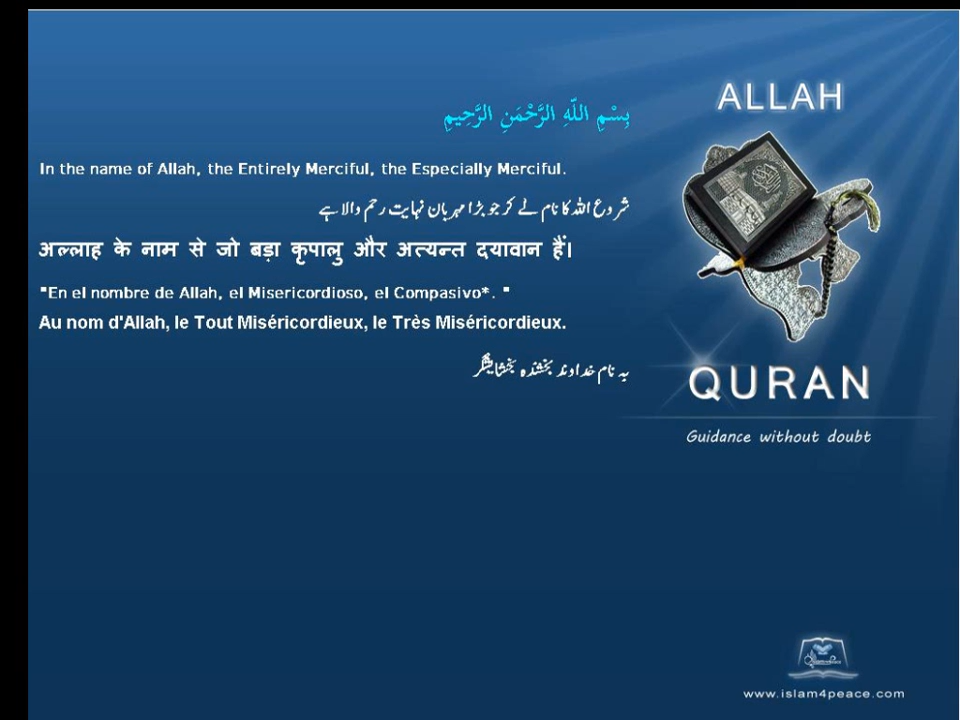 بِسْمِ اللّهِ الرَّحْمَنِ الرَّحِيمِ
In the name of Allah, the Entirely Merciful, the Especially Merciful.
شروع الله کا نام لے کر جو بڑا مہربان نہایت رحم والا ہے
अल्लाह के नाम से जो बड़ा कृपालु और अत्यन्त दयावान हैं।
"En el nombre de Allah, el Misericordioso, el Compasivo*. "
Au nom d'Allah, le Tout Miséricordieux, le Très Miséricordieux.
به نام خداوند بخشنده بخشایشگر
ALLAH
QURAN
Guidance without doubt
www.islam4peace.com